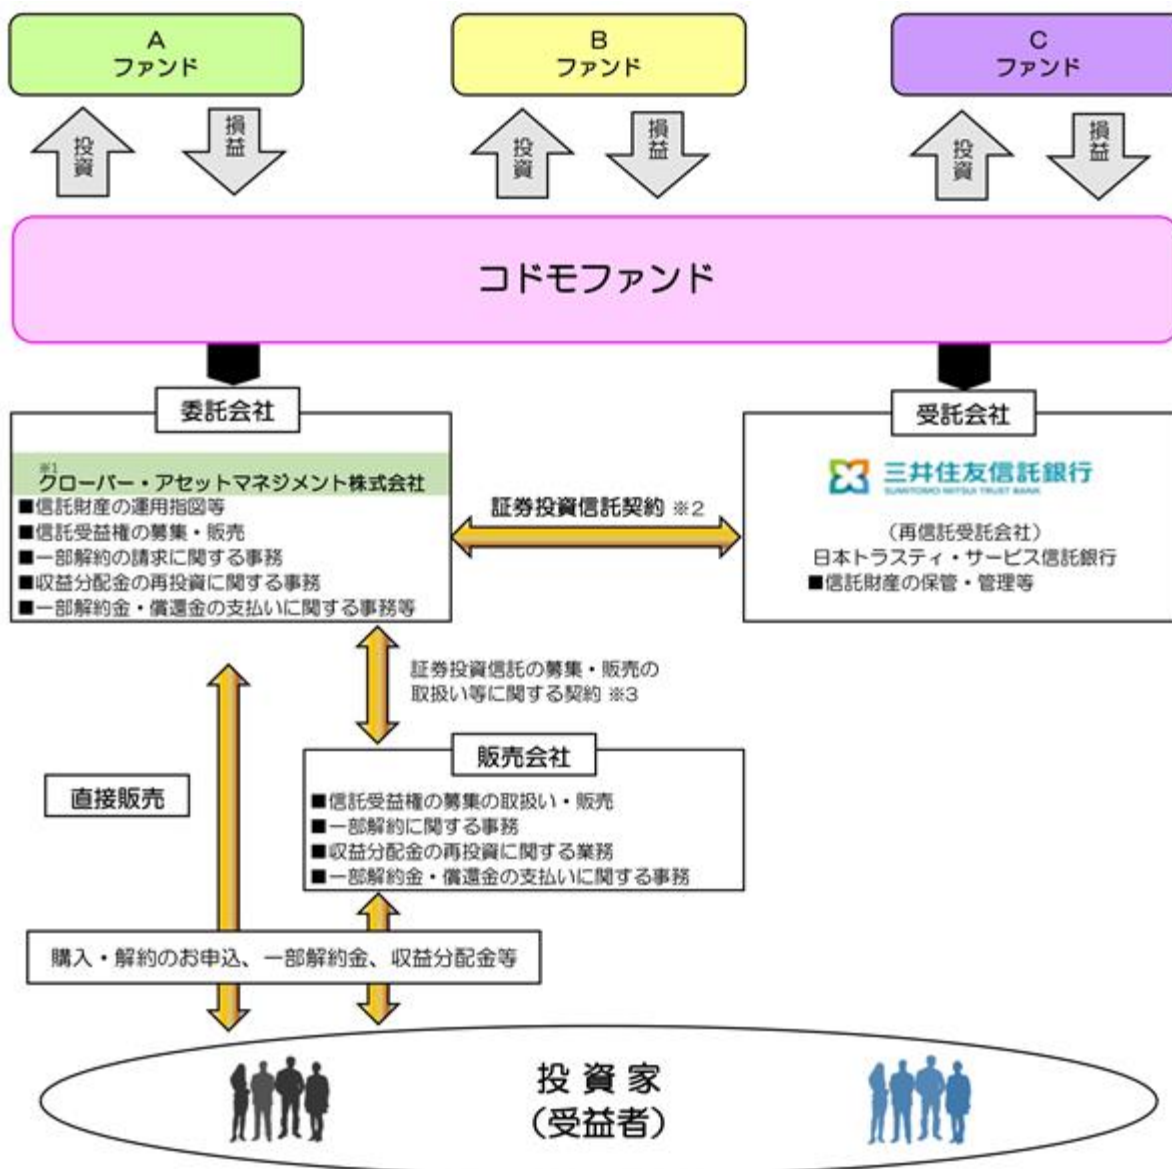 A
ファンド
B
ファンド
C
ファンド
投資
損益
投資
損益
投資
損益
コドモファンド
委託会社
※1
クローバー・アセットマネジメント株式会社
■信託財産の運用指図等
■信託受益権の募集・販売
■一部解約の請求に関する事務
■収益分配金の再投資に関する事務
■一部解約金・償還金の支払いに関する事務等
証券投資信託契約 ※2
受託会社
三井住友信託銀行
SUMITOMO MITSUI TRUST BANK
(再信託受託会社)
日本トラスティ・サービス信託銀行
■信託財産の保管・管理等
証券投資信託の募集・販売の
取扱い等に関する契約 ※3
直接販売
販売会社
■信託受益権の募集の取扱い・販売
■一部解約に関する事務
■収益分配金の再投資に関する業務
■一部解約金・償還金の支払いに関する事務
購入・解約のお申込、一部解約金、収益分配金等
投資家
(受益者)